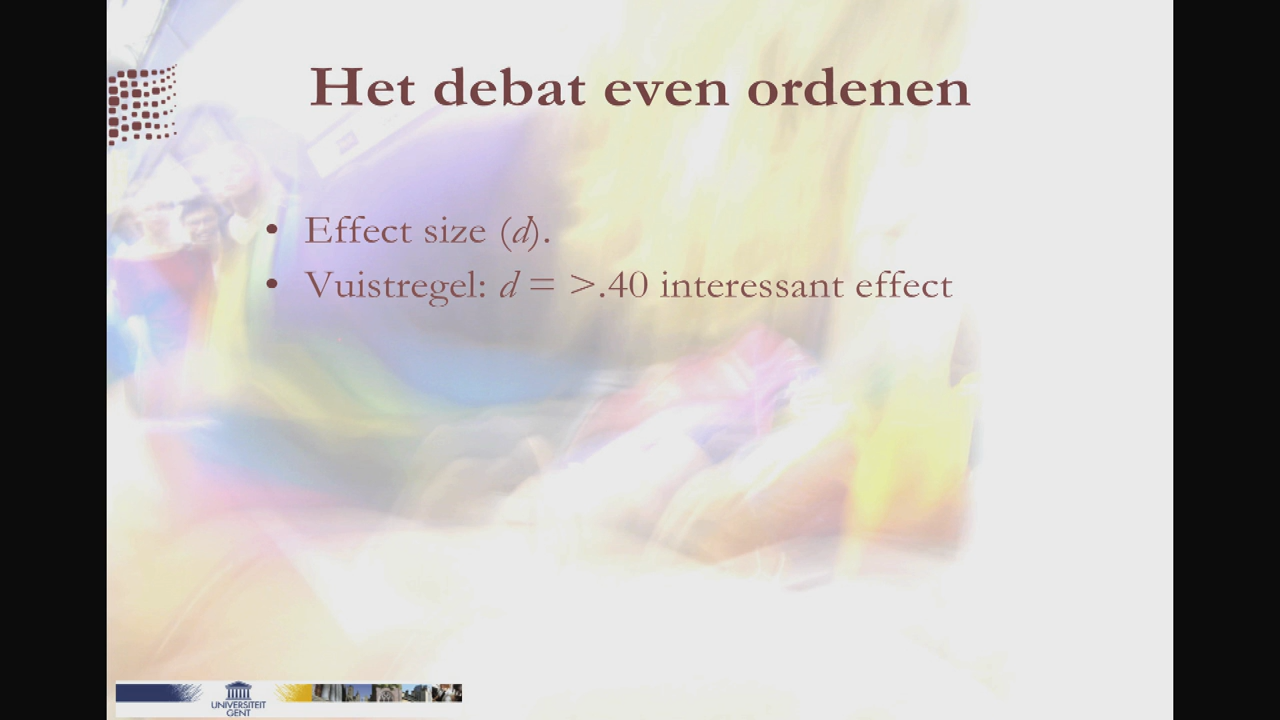 Het debat even ordenen
• Effect size (d).
• Vuistregel: d = >.40 interessant effect
UNIVERSITEIT
GENT